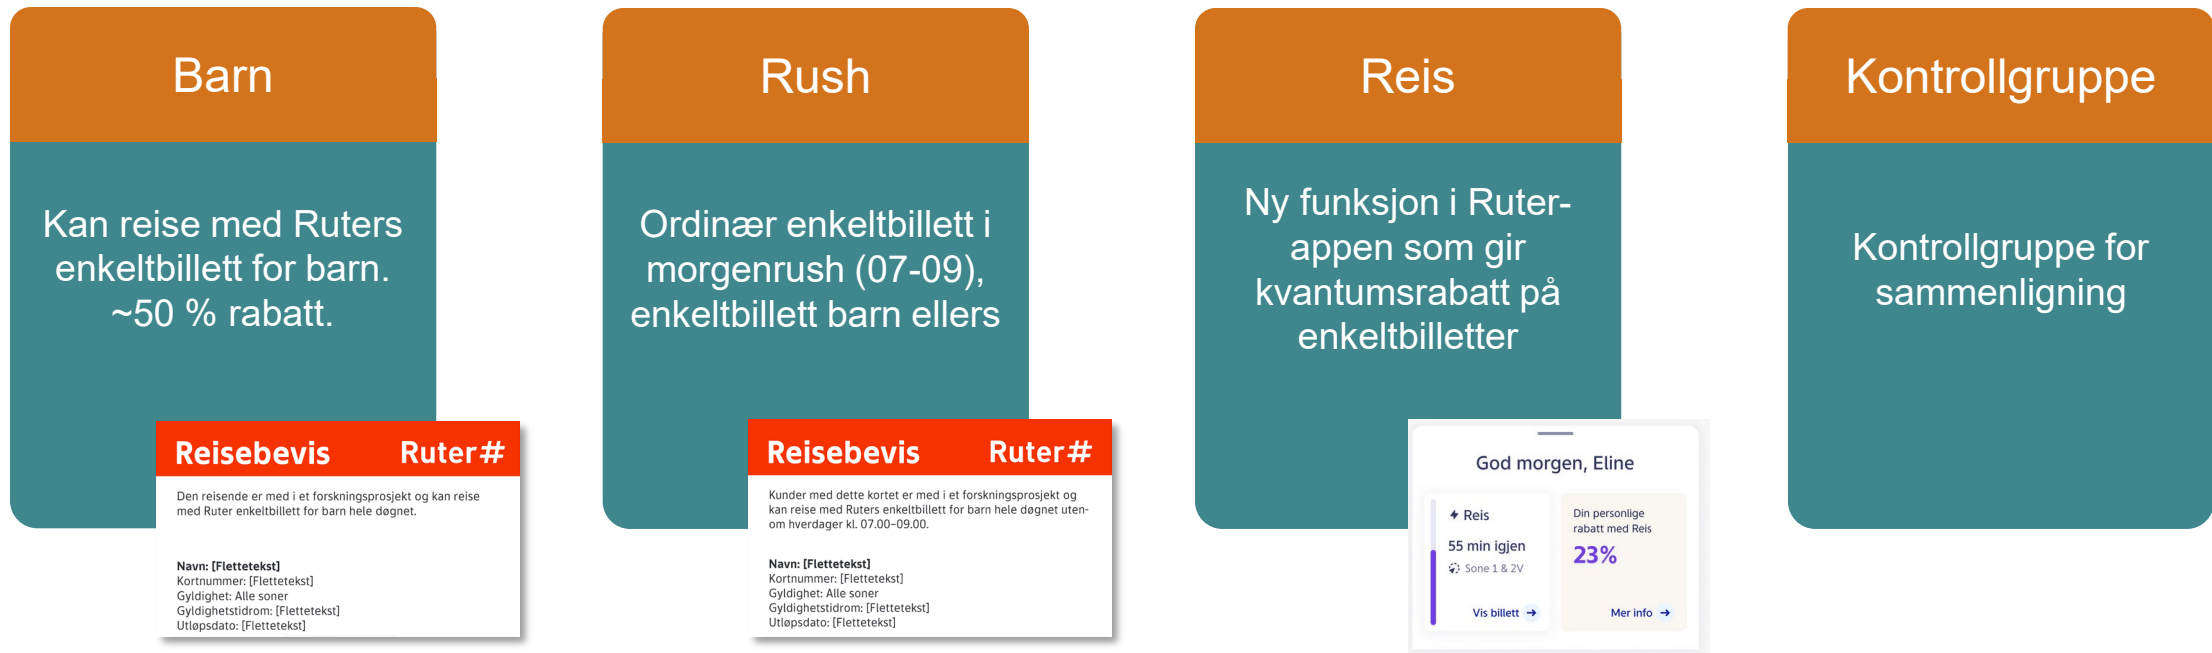 Barn
Kan reise med Ruters
enkeltbillett for barn.
~50 % rabatt.
Reisebevis Ruter#
Den reisende er med i et forskningsprosjekt og kan reise
med Ruter enkeltbillett for barn hele døgnet.
Navn: [Flettetekst]
Kortnummer: [Flettetekst]
Gyldighet: Alle soner
Gyldighetstidrom: [Flettetekst]
Utløpsdato: [Flettetekst]
Rush
Ordinær enkeltbillett i
morgenrush (07-09),
enkeltbillett barn ellers
Reisebevis Ruter#
Kunder med dette kortet er med i et forskningsprosjekt og
kan reise med Ruters enkeltbillett for barn hele døgnet uten-
om hverdager kl. 07.00–09.00.
Navn: [Flettetekst]
Kortnummer: [Flettetekst]
Gyldighet: Alle soner
Gyldighetstidrom: [Flettetekst]
Utløpsdato: [Flettetekst]
Reis
Ny funksjon i Ruter-
appen som gir
kvantumsrabatt på
enkeltbilletter
God morgen, Eline
Reis
55 min igjen
Sone 1 & 2V
Vis billett →
Din personlige
rabatt med Reis
23%
Mer info →
Kontrollgruppe
Kontrollgruppe for
sammenligning